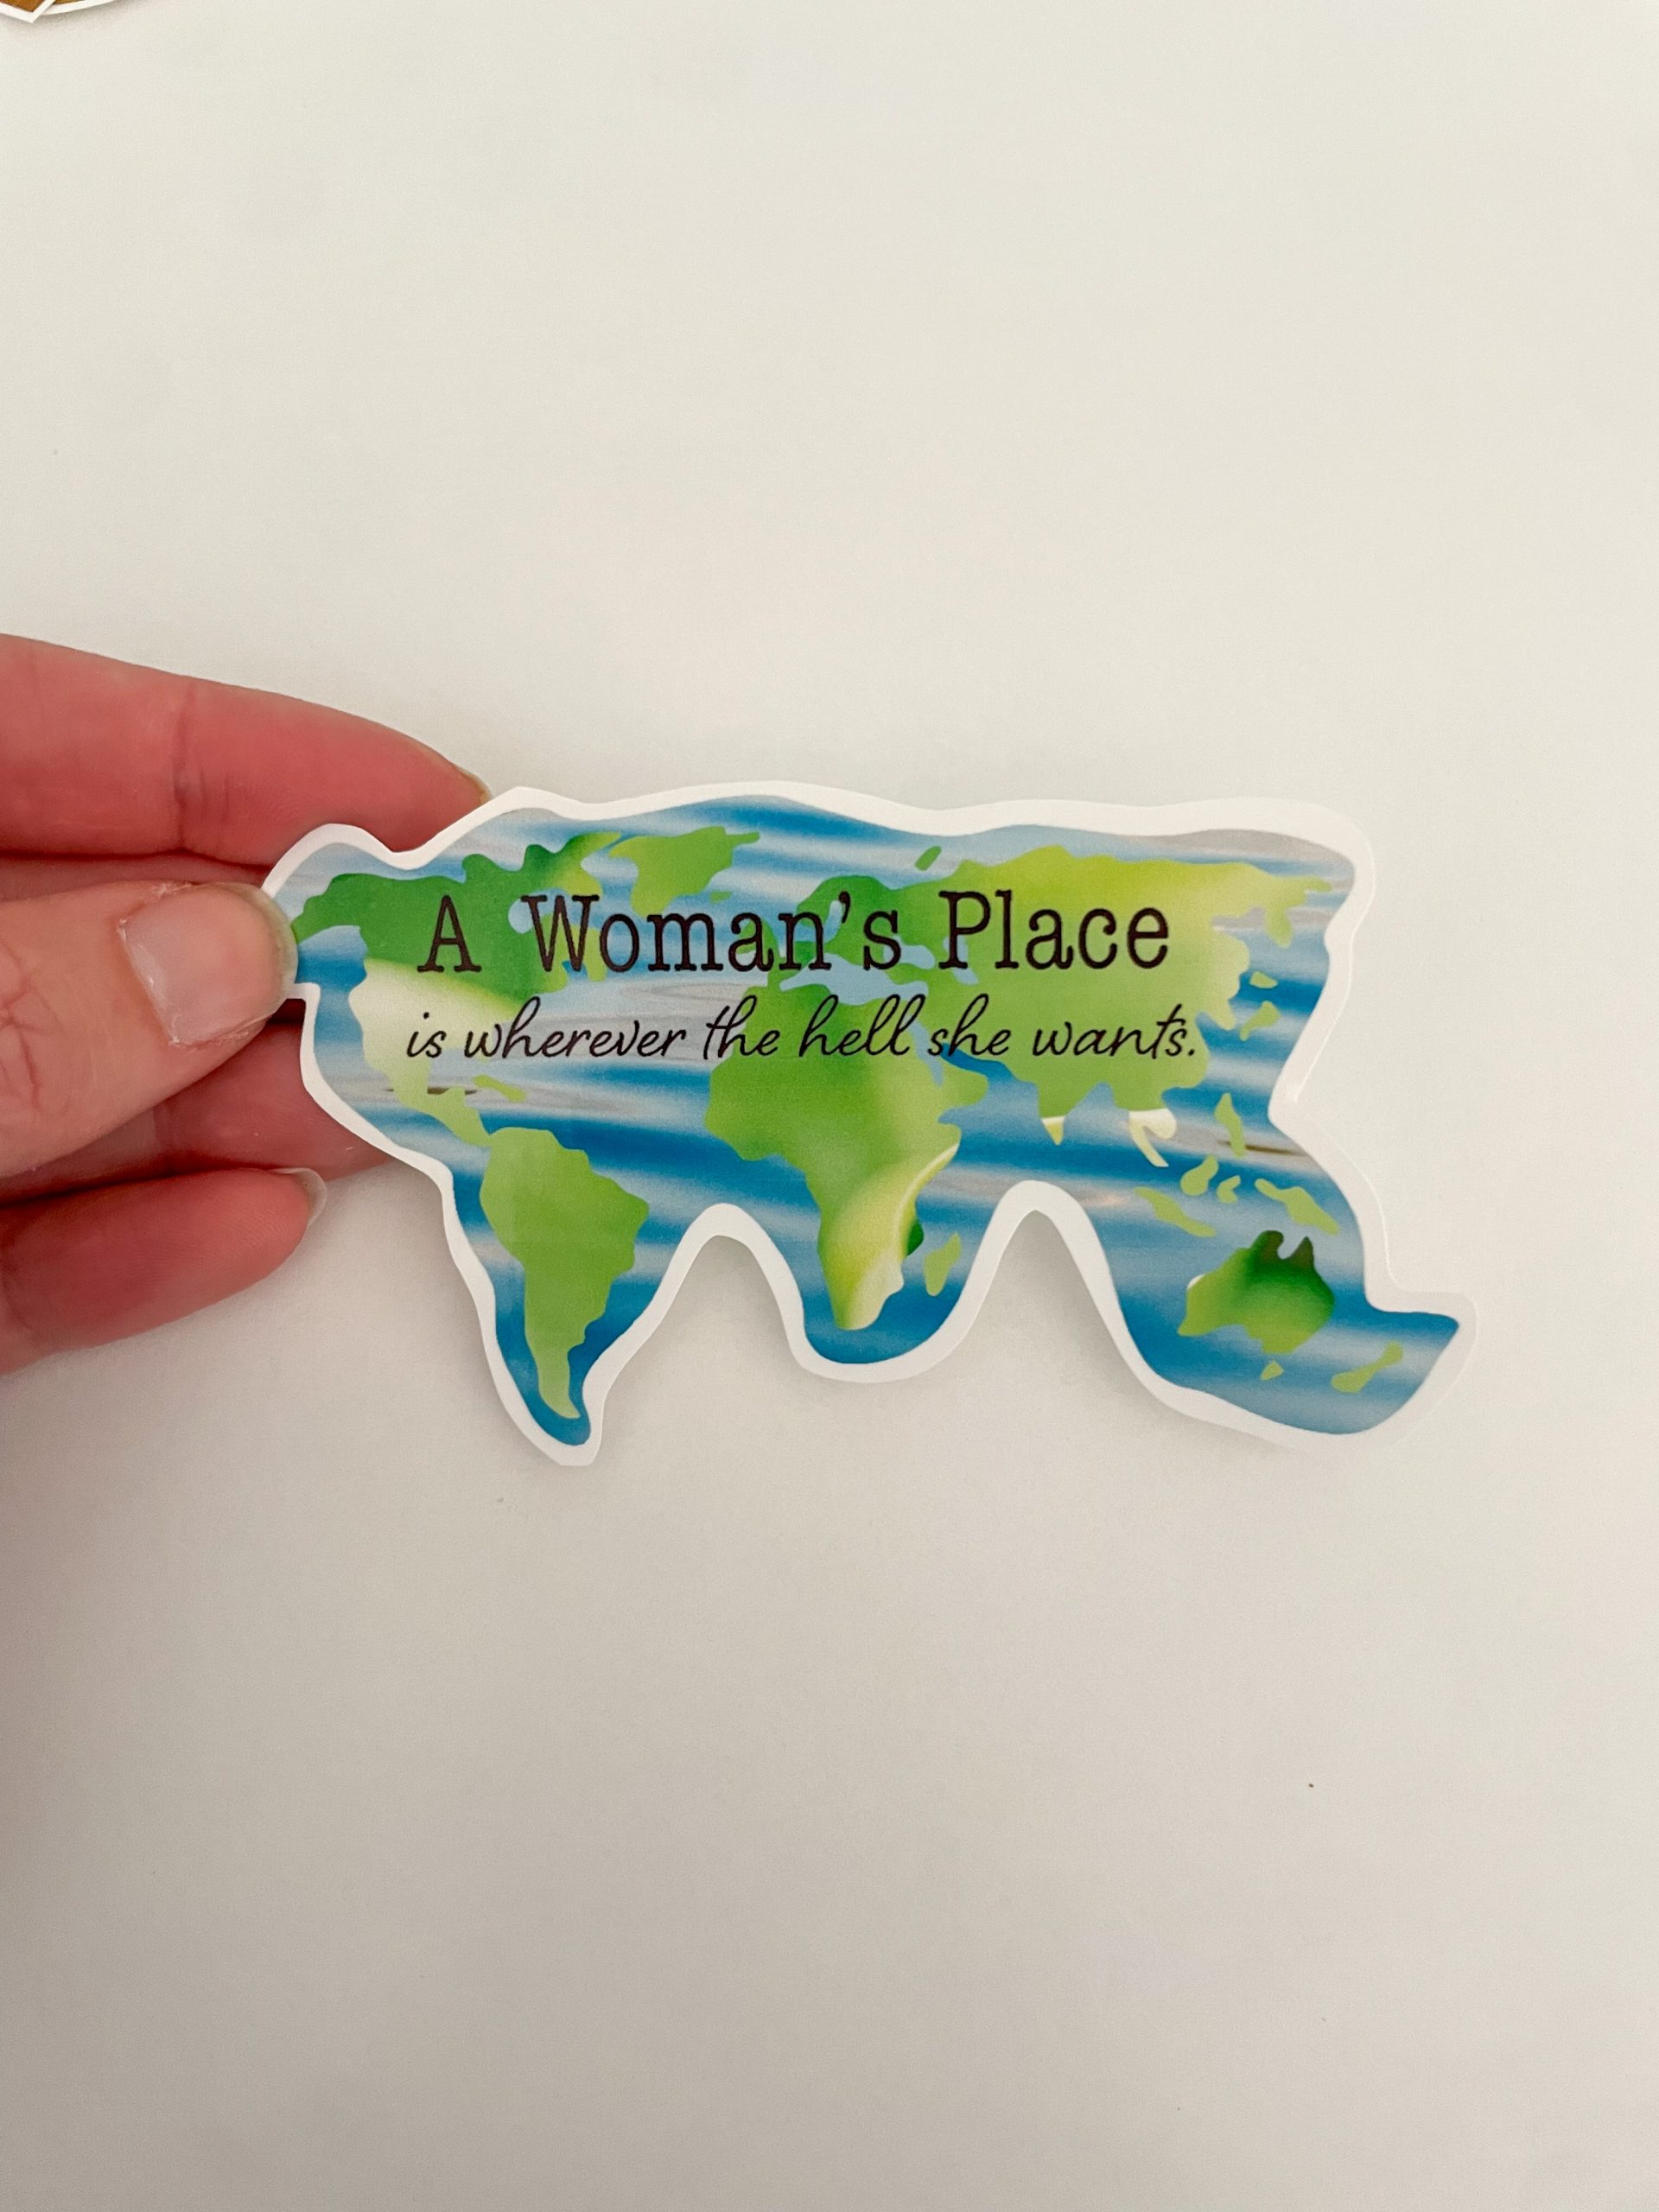 A Woman's Place
is wherever the hell she wants.